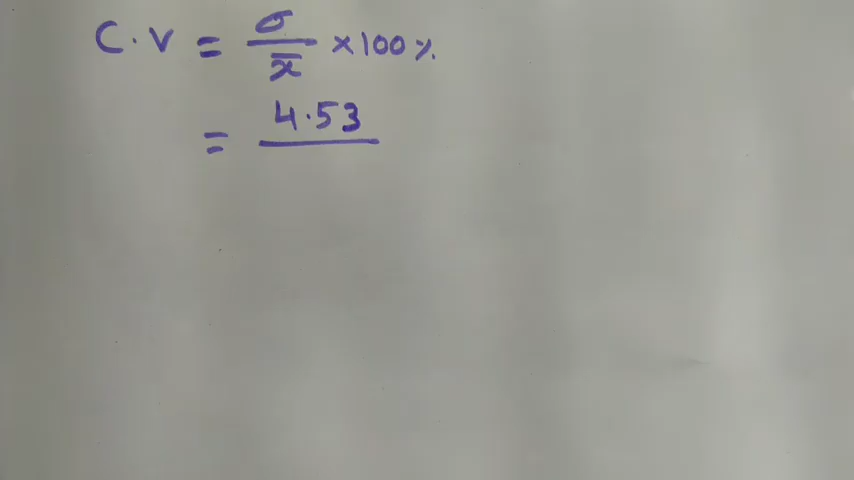 C.V = σ / x̄ × 100 %
= 4.53 /